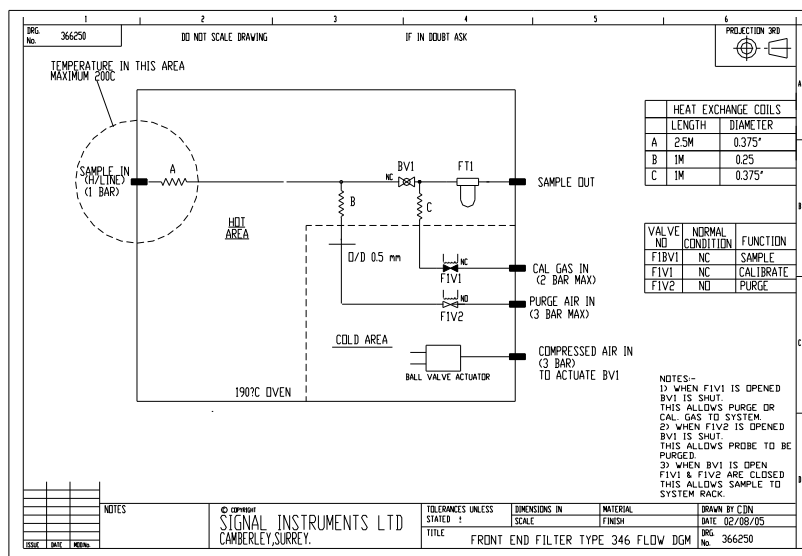 1 2 3 4 5 6
DRG. No. 366250
DO NOT SCALE DRAWING
IF IN DOUBT ASK
PROJECTION 3RD
A
B
C
D
TEMPERATURE IN THIS AREA
MAXIMUM 200C
SAMPLE IN
(H/LINE)
(1 BAR)
A
HOT
AREA
B
O/D 0.5 mm
NC
BV1
C
FT1
SAMPLE OUT
NC
F1V1
CAL GAS IN
(2 BAR MAX)
NO
F1V2
PURGE AIR IN
(3 BAR MAX)
COLD AREA
BALL VALVE ACTUATOR
COMPRESSED AIR IN
(3 BAR)
TO ACTUATE BV1
190?C OVEN
HEAT EXCHANGE COILS
LENGTH DIAMETER
A 2.5M 0.375"
B 1M 0.25
C 1M 0.375"
VALVE NO NORMAL CONDITION FUNCTION
F1BV1 NC SAMPLE
F1V1 NC CALIBRATE
F1V2 NO PURGE
NOTES:-
1) WHEN F1V1 IS OPENED
BV1 IS SHUT.
THIS ALLOWS PURGE OR
CAL. GAS TO SYSTEM.
2) WHEN F1V2 IS OPENED
BV1 IS SHUT.
THIS ALLOWS PROBE TO BE
PURGED.
3) WHEN BV1 IS OPEN
F1V1 & F1V2 ARE CLOSED
THIS ALLOWS SAMPLE TO
SYSTEM RACK.
ISSUE DATE MODNo.
NOTES
© COPYRIGHT
SIGNAL INSTRUMENTS LTD
CAMBERLEY,SURREY.
TOLERANCES UNLESS
STATED :
DIMENSIONS IN
SCALE
MATERIAL
FINISH
DRAWN BY CDN
DATE 02/08/05
TITLE FRONT END FILTER TYPE 346 FLOW DGM
DRG. No. 366250